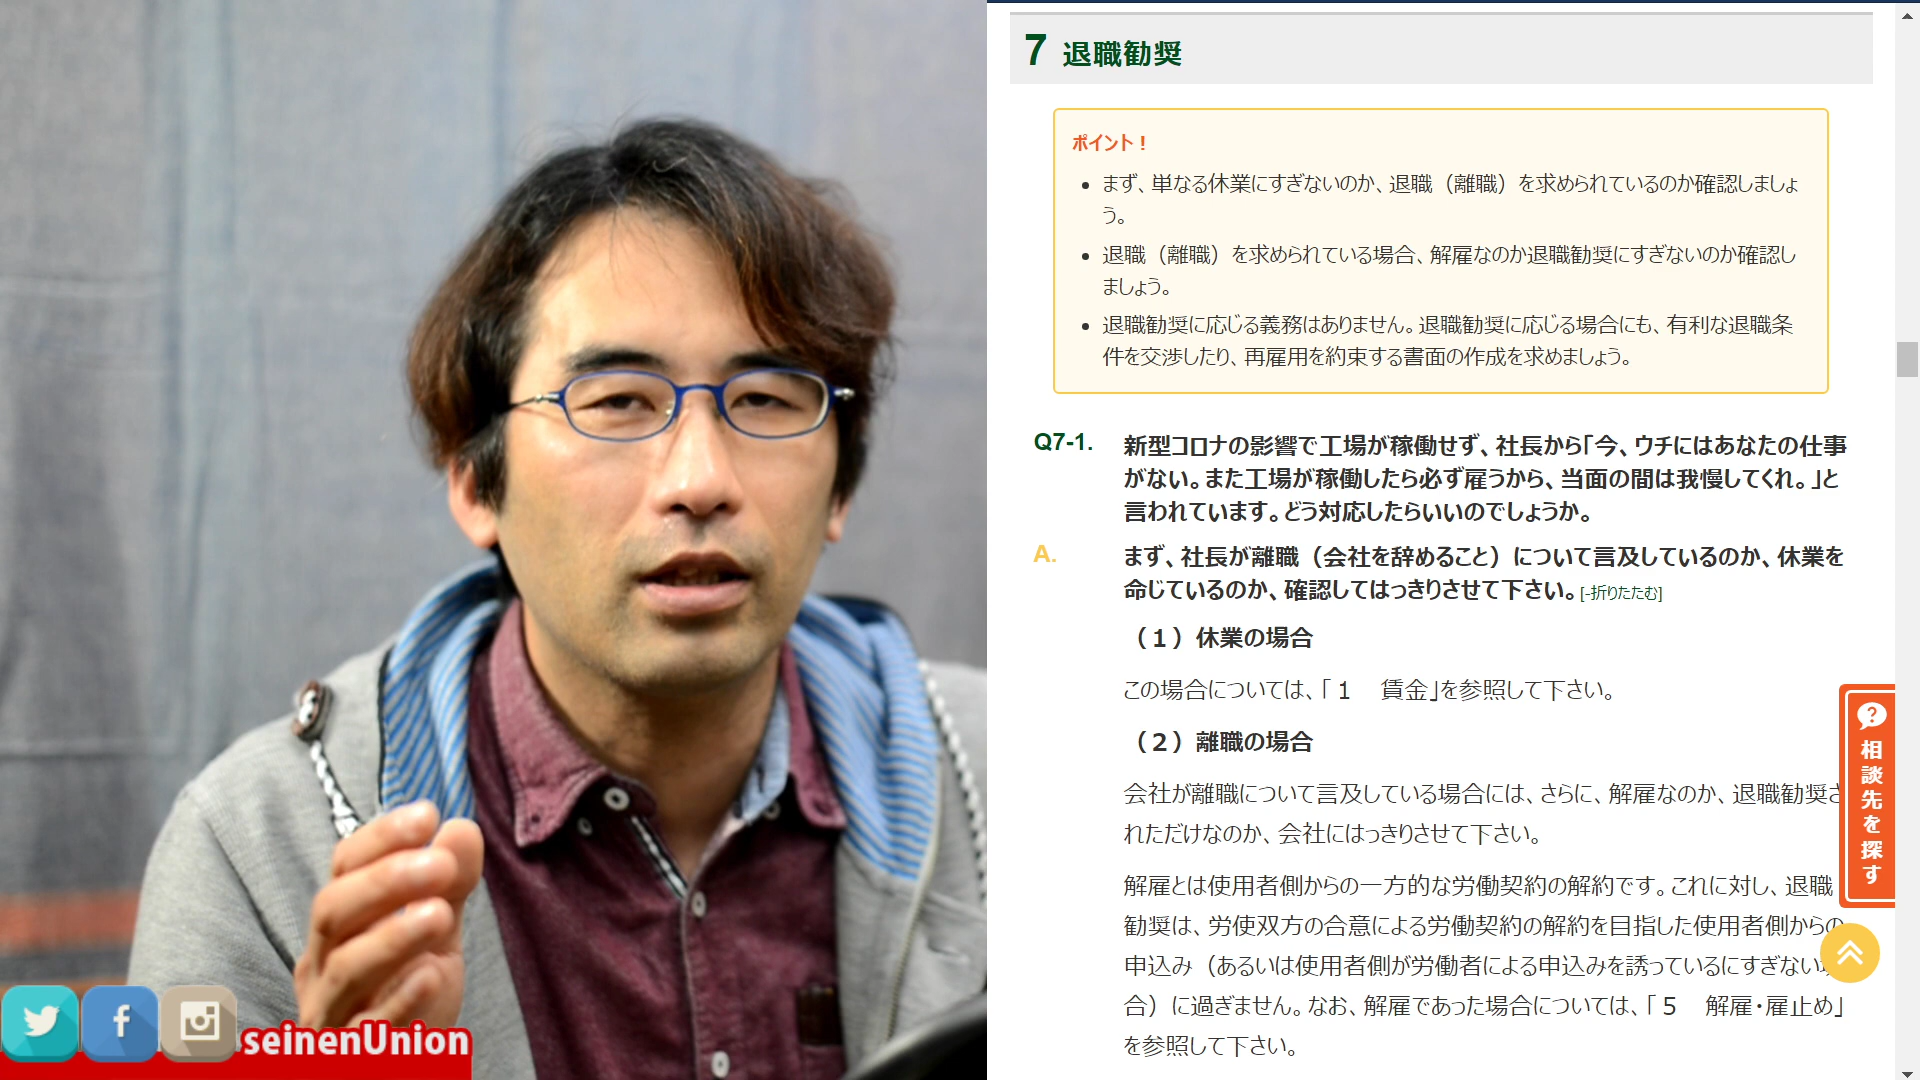 7 退職勧奨
ポイント！
まず、単なる休業にすぎないのか、退職（離職）を求められているのか確認しましょ
う。
退職（離職）を求められている場合、解雇なのか退職勧奨にすぎないのか確認し
ましょう。
退職勧奨に応じる義務はありません。退職勧奨に応じる場合にも、有利な退職条
件を交渉したり、再雇用を約束する書面の作成を求めましょう。
Q7-1. 新型コロナの影響で工場が稼働せず、社長から「今、ウチにはあなたの仕事
がない。また工場が稼働したら必ず雇うから、当面の間は我慢してくれ。」と
言われています。どう対応したらいいのでしょうか。
A. まず、社長が離職（会社を辞めること）について言及しているのか、休業を
命じているのか、確認してはっきりさせて下さい。[-折りたたむ]
（１）休業の場合
この場合については、「１　賃金」を参照して下さい。
（２）離職の場合
会社が離職について言及している場合には、さらに、解雇なのか、退職勧奨さ
れただけなのか、会社にはっきりさせて下さい。
解雇とは使用者側からの一方的な労働契約の解約です。これに対し、退職
勧奨は、労使双方の合意による労働契約の解約を目指した使用者側からの
申込み（あるいは使用者側が労働者による申込みを誘っているにすぎない
合）に過ぎません。なお、解雇であった場合については、「５　解雇・雇止め」
を参照して下さい。
相談先を探す
seinenUnion